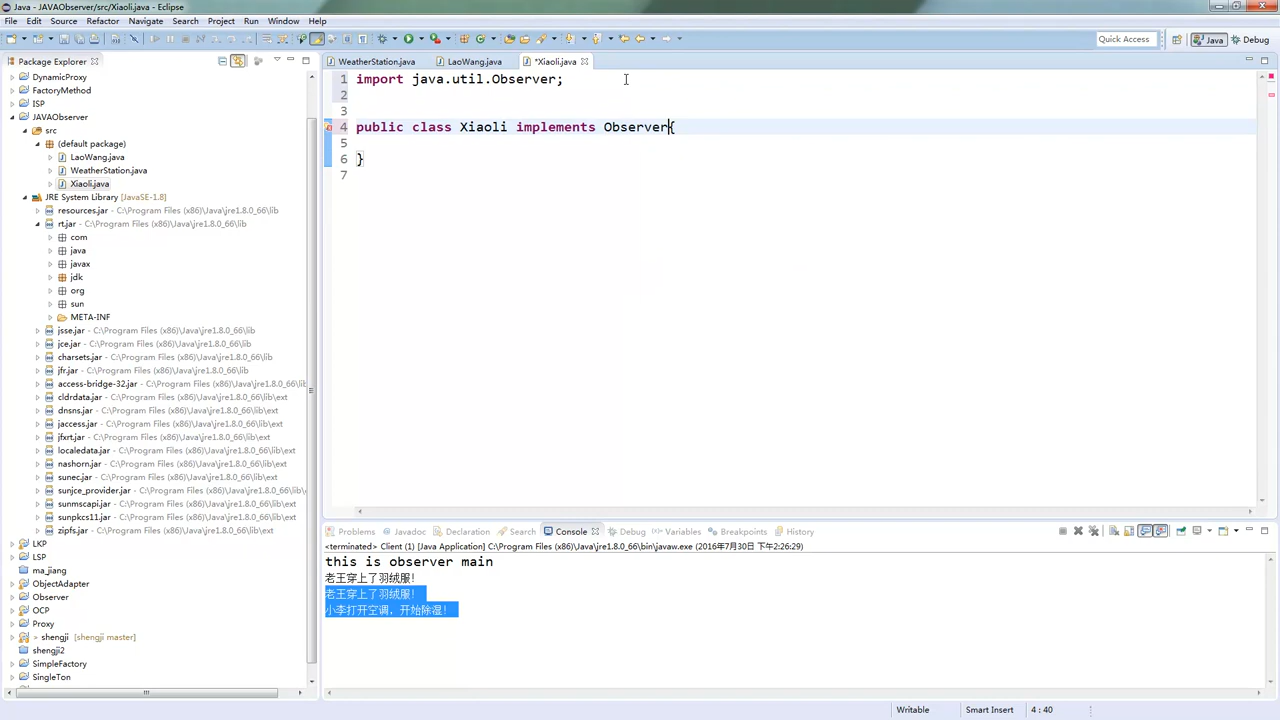 Java - JAVAObserver/src/Xiaoli.java - Eclipse
File Edit Source Refactor Navigate Search Project Run Window Help
Quick Access
Java
Debug
Package Explorer
WeatherStation.java
LaoWang.java
*Xiaoli.java
DynamicProxy
FactoryMethod
ISP
JAVAObserver
src
(default package)
LaoWang.java
WeatherStation.java
Xiaoli.java
JRE System Library [JavaSE-1.8]
resources.jar - C:\Program Files (x86)\Java\jre1.8.0_66\lib
rt.jar - C:\Program Files (x86)\Java\jre1.8.0_66\lib
com
java
javax
jdk
org
sun
META-INF
jsse.jar - C:\Program Files (x86)\Java\jre1.8.0_66\lib
jce.jar - C:\Program Files (x86)\Java\jre1.8.0_66\lib
charsets.jar - C:\Program Files (x86)\Java\jre1.8.0_66\lib
jfr.jar - C:\Program Files (x86)\Java\jre1.8.0_66\lib
access-bridge-32.jar - C:\Program Files (x86)\Java\jre1.8.0_66\lib
cldrdata.jar - C:\Program Files (x86)\Java\jre1.8.0_66\lib\ext
dnsns.jar - C:\Program Files (x86)\Java\jre1.8.0_66\lib\ext
jaccess.jar - C:\Program Files (x86)\Java\jre1.8.0_66\lib\ext
jfxrt.jar - C:\Program Files (x86)\Java\jre1.8.0_66\lib\ext
localedata.jar - C:\Program Files (x86)\Java\jre1.8.0_66\lib\ext
nashorn.jar - C:\Program Files (x86)\Java\jre1.8.0_66\lib\ext
sunec.jar - C:\Program Files (x86)\Java\jre1.8.0_66\lib\ext
sunjce_provider.jar - C:\Program Files (x86)\Java\jre1.8.0_66\lib\
sunmscapi.jar - C:\Program Files (x86)\Java\jre1.8.0_66\lib\ext
sunpkcs11.jar - C:\Program Files (x86)\Java\jre1.8.0_66\lib\ext
zipfs.jar - C:\Program Files (x86)\Java\jre1.8.0_66\lib\ext
LKP
LSP
ma_jiang
ObjectAdapter
Observer
OCP
Proxy
> shengji [shengji master]
shengji2
SimpleFactory
SingleTon
1 import java.util.Observer;
2
3
4 public class Xiaoli implements Observer{
5
6 }
7
Problems Javadoc Declaration Search Console Debug Variables Breakpoints History
<terminated> Client (1) [Java Application] C:\Program Files (x86)\Java\jre1.8.0_66\bin\javaw.exe (2016年7月30日 下午2:26:29)
this is observer main
老王穿上了羽绒服!
老王穿上了羽绒服!
小李打开空调，开始除湿!
Writable
Smart Insert
4 : 40